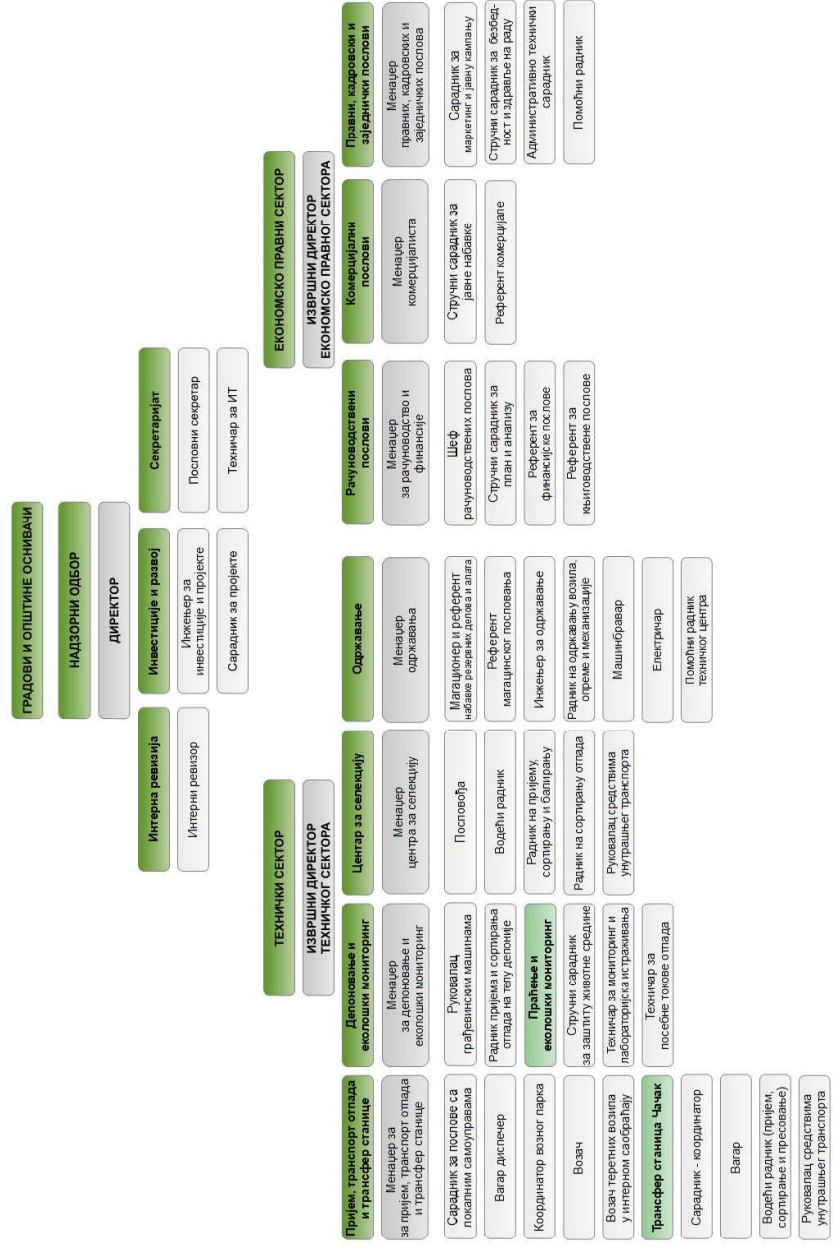 ГРАДОВИ И ОПШТИНЕ ОСНИВАЧИ
НАДЗОРНИ ОДБОР
ДИРЕКТОР
Интерна ревизија
Интерни ревизор
Инвестиције и развој
Инжењер за
инвестиције и пројекте
Сарадник за пројекте
Секретаријат
Пословни секретар
Техничар за ИТ
ТЕХНИЧКИ СЕКТОР
ИЗВРШНИ ДИРЕКТОР
ТЕХНИЧКОГ СЕКТОРА
Пријем, транспорт отпада
и трансфер станице
Менаџер за
за пријем, транспорт отпада
и трансфер станице
Сарадник за послове са
локалним самоуправама
Вагар диспечер
Координатор возног парка
Возач
Возач теретних возила
у интерном саобраћају
Трансфер станица Чачак
Сарадник - координатор
Вагар
Водећи радник (пријем,
сортирање и пресовање)
Руковалац средствима
унутрашњег транспорта
Депоновање и
еколошки мониторинг
Менаџер
за депоновање и
еколошки мониторинг
Руковалац
грађевинским машинама
Радник пријема и сортирања
отпада на телу депоније
Праћење и
еколошки мониторинг
Стручни сарадник
за заштиту животне средине
Техничар за мониторинг и
лабораторијска истраживања
Техничар за
посебне токове отпада
Центар за селекцију
Менаџер
центра за селекцију
Пословођа
Водећи радник
Радник на пријему,
сортирању и балирању
Радник на сортирању отпада
Руковалац средствима
унутрашњег транспорта
Одржавање
Менаџер
одржавања
Магационер и референт
набавке резервних делова и алата
Референт
магацинског пословања
Инжењер за одржавање
Радник на одржавању возила,
опреме и механизације
Машинбравар
Електричар
Помоћни радник
техничког центра
ЕКОНОМСКО ПРАВНИ СЕКТОР
ИЗВРШНИ ДИРЕКТОР
ЕКОНОМСКО ПРАВНОГ СЕКТОРА
Рачуноводствени
послови
Менаџер
за рачуноводство и
финансије
Шеф
рачуноводствених послова
Стручни сарадник за
план и анализу
Референт за
финансијске послове
Референт за
књиговодствене послове
Комерцијални
послови
Менаџер
комерцијалиста
Стручни сарадник за
јавне набавке
Референт комерцијале
Правни, кадровски и
заједнички послови
Менаџер
правних, кадровских и
заједничких послова
Сарадник за
маркетинг и јавну кампању
Стручни сарадник за безбед-
ност и здравље на раду
Административно технички
сарадник
Помоћни радник